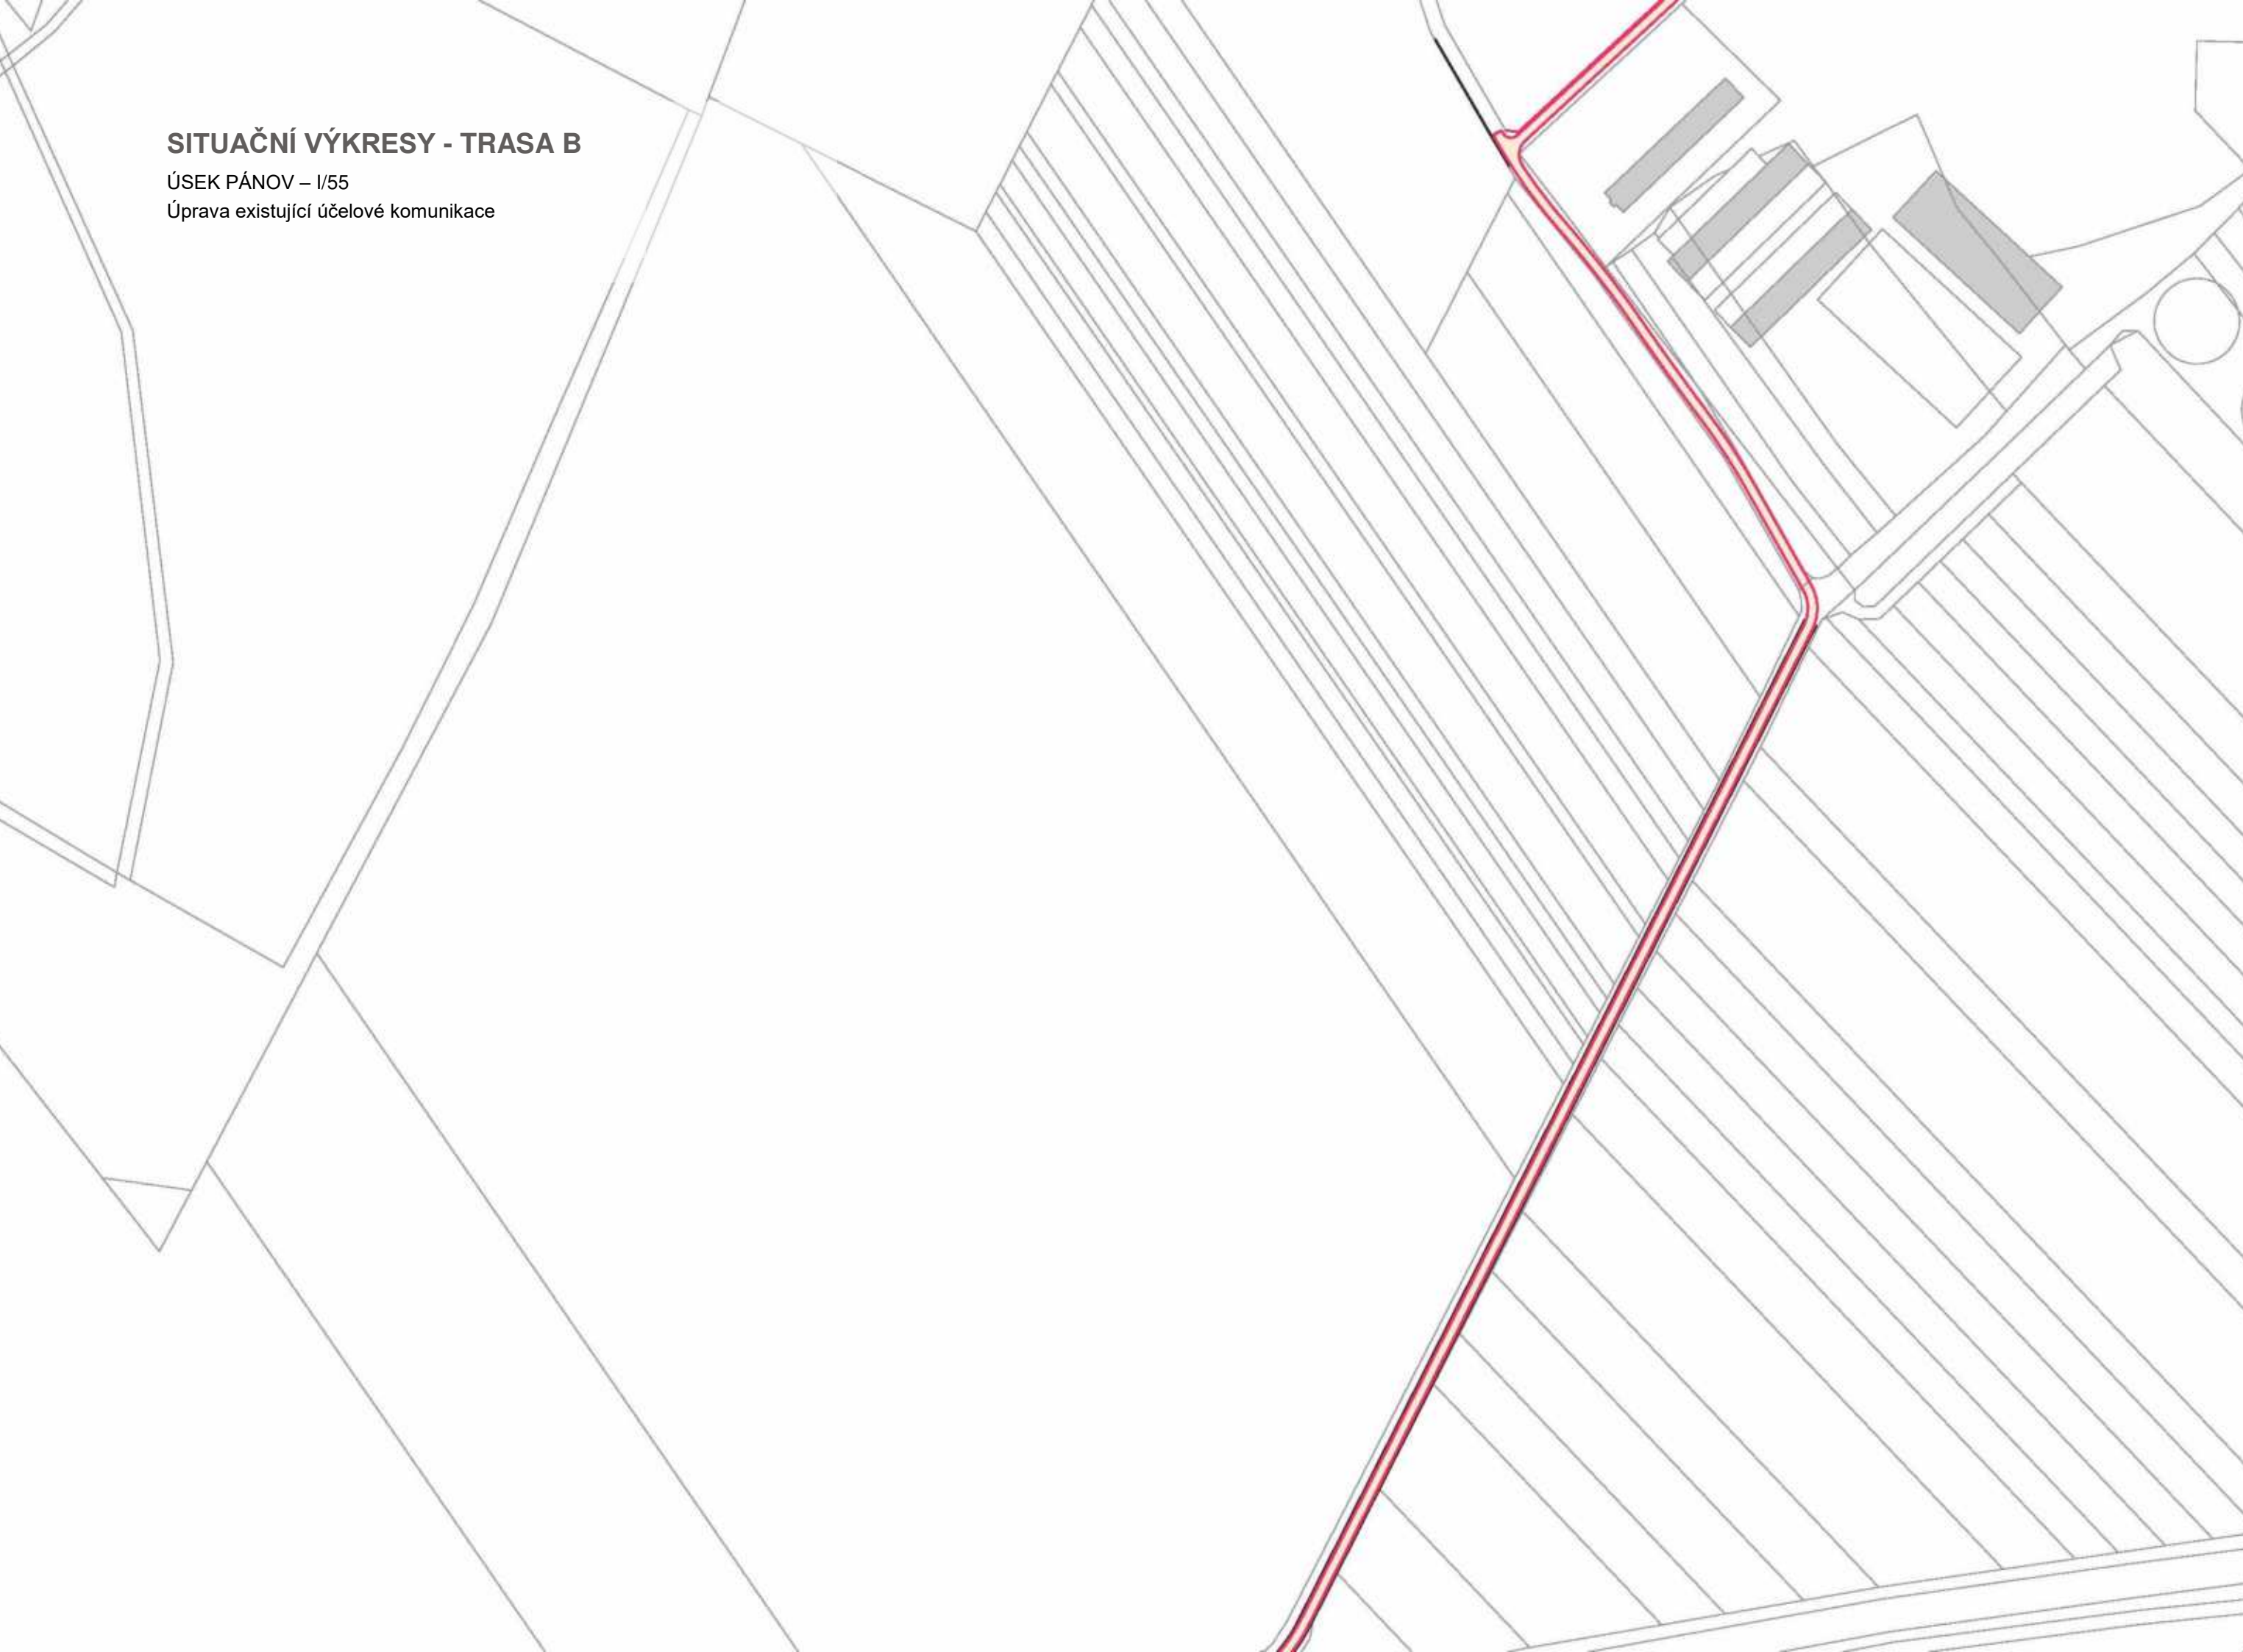 SITUAČNÍ VÝKRESY - TRASA B
ÚSEK PÁNOV – I/55
Úprava existující účelové komunikace